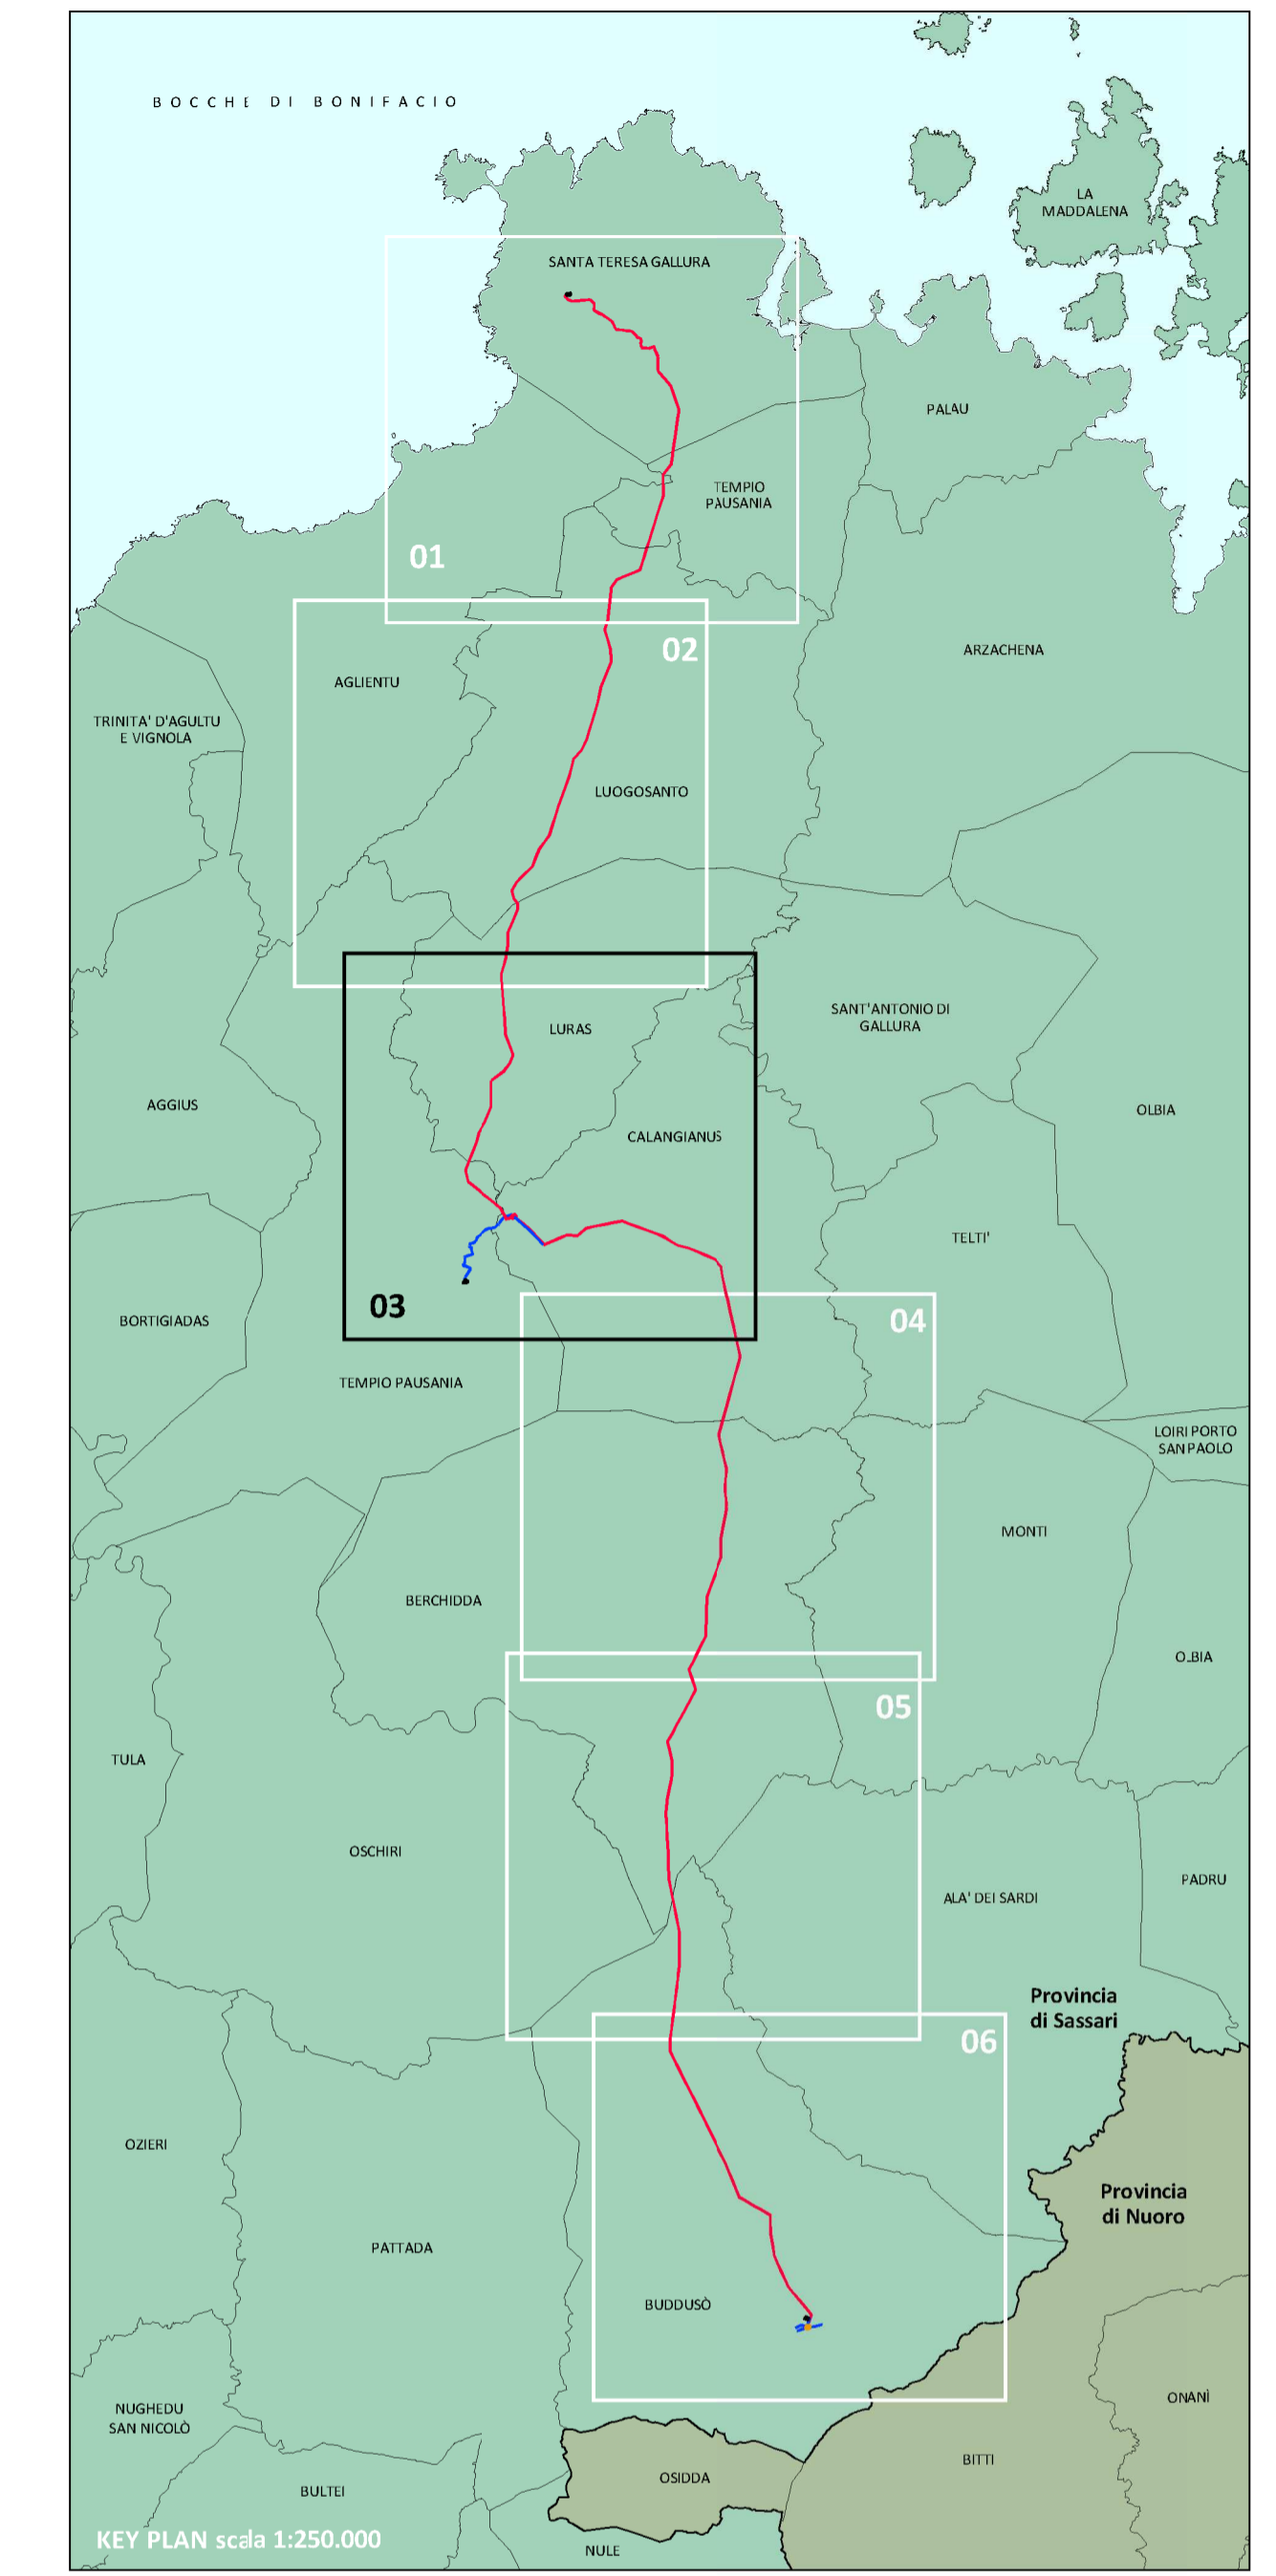 BOCCHE DI BONIFACIO
LA
MADDALENA
SANTA TERESA GALLURA
PALAU
TEMPIO
PAUSANIA
01
02
ARZACHENA
AGLIENTU
TRINITA' D'AGULTU
E VIGNOLA
LUOGOSANTO
SANT'ANTONIO DI
GALLURA
LURAS
AGGIUS
OLBIA
CALANGIANUS
TELTI'
03
04
BORTIGIADAS
TEMPIO PAUSANIA
LOIRI PORTO
SAN PAOLO
MONTI
BERCHIDDA
OLBIA
05
TULA
OSCHIRI
PADRU
ALA' DEI SARDI
Provincia
di Sassari
06
OZIERI
Provincia
di Nuoro
PATTADA
BUDDUSÒ
ONANÌ
NUGHEDU
SAN NICOLÒ
BITTI
OSIDDA
BULTEI
KEY PLAN scala 1:250.000
NULE